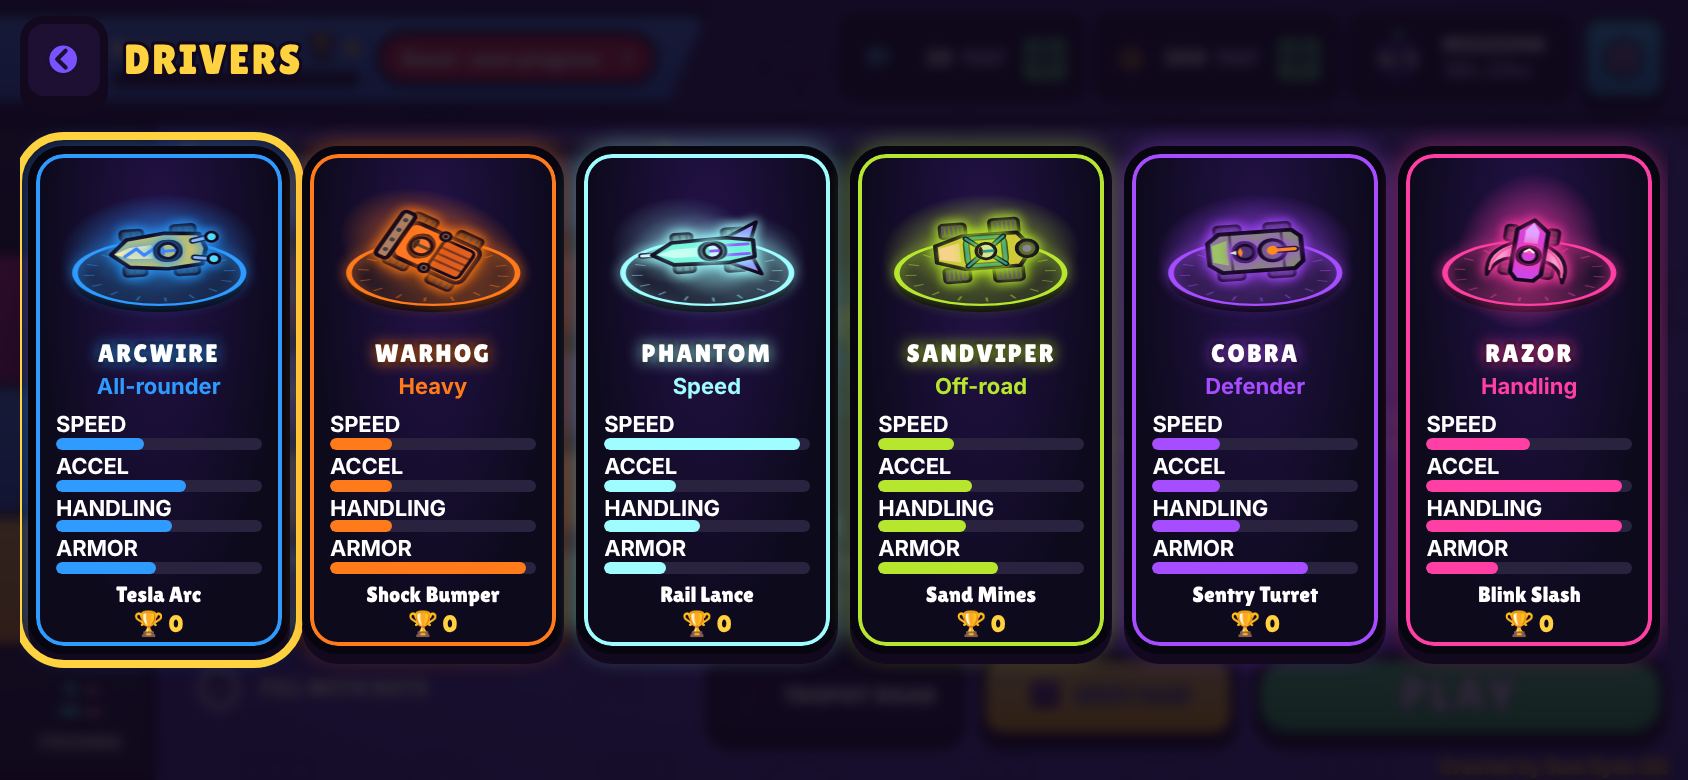 DRIVERS
ARCWIRE
All-rounder
SPEED
ACCEL
HANDLING
ARMOR
Tesla Arc
0
WARHOG
Heavy
SPEED
ACCEL
HANDLING
ARMOR
Shock Bumper
0
PHANTOM
Speed
SPEED
ACCEL
HANDLING
ARMOR
Rail Lance
0
SANDVIPER
Off-road
SPEED
ACCEL
HANDLING
ARMOR
Sand Mines
0
COBRA
Defender
SPEED
ACCEL
HANDLING
ARMOR
Sentry Turret
0
RAZOR
Handling
SPEED
ACCEL
HANDLING
ARMOR
Blink Slash
0
PLAY